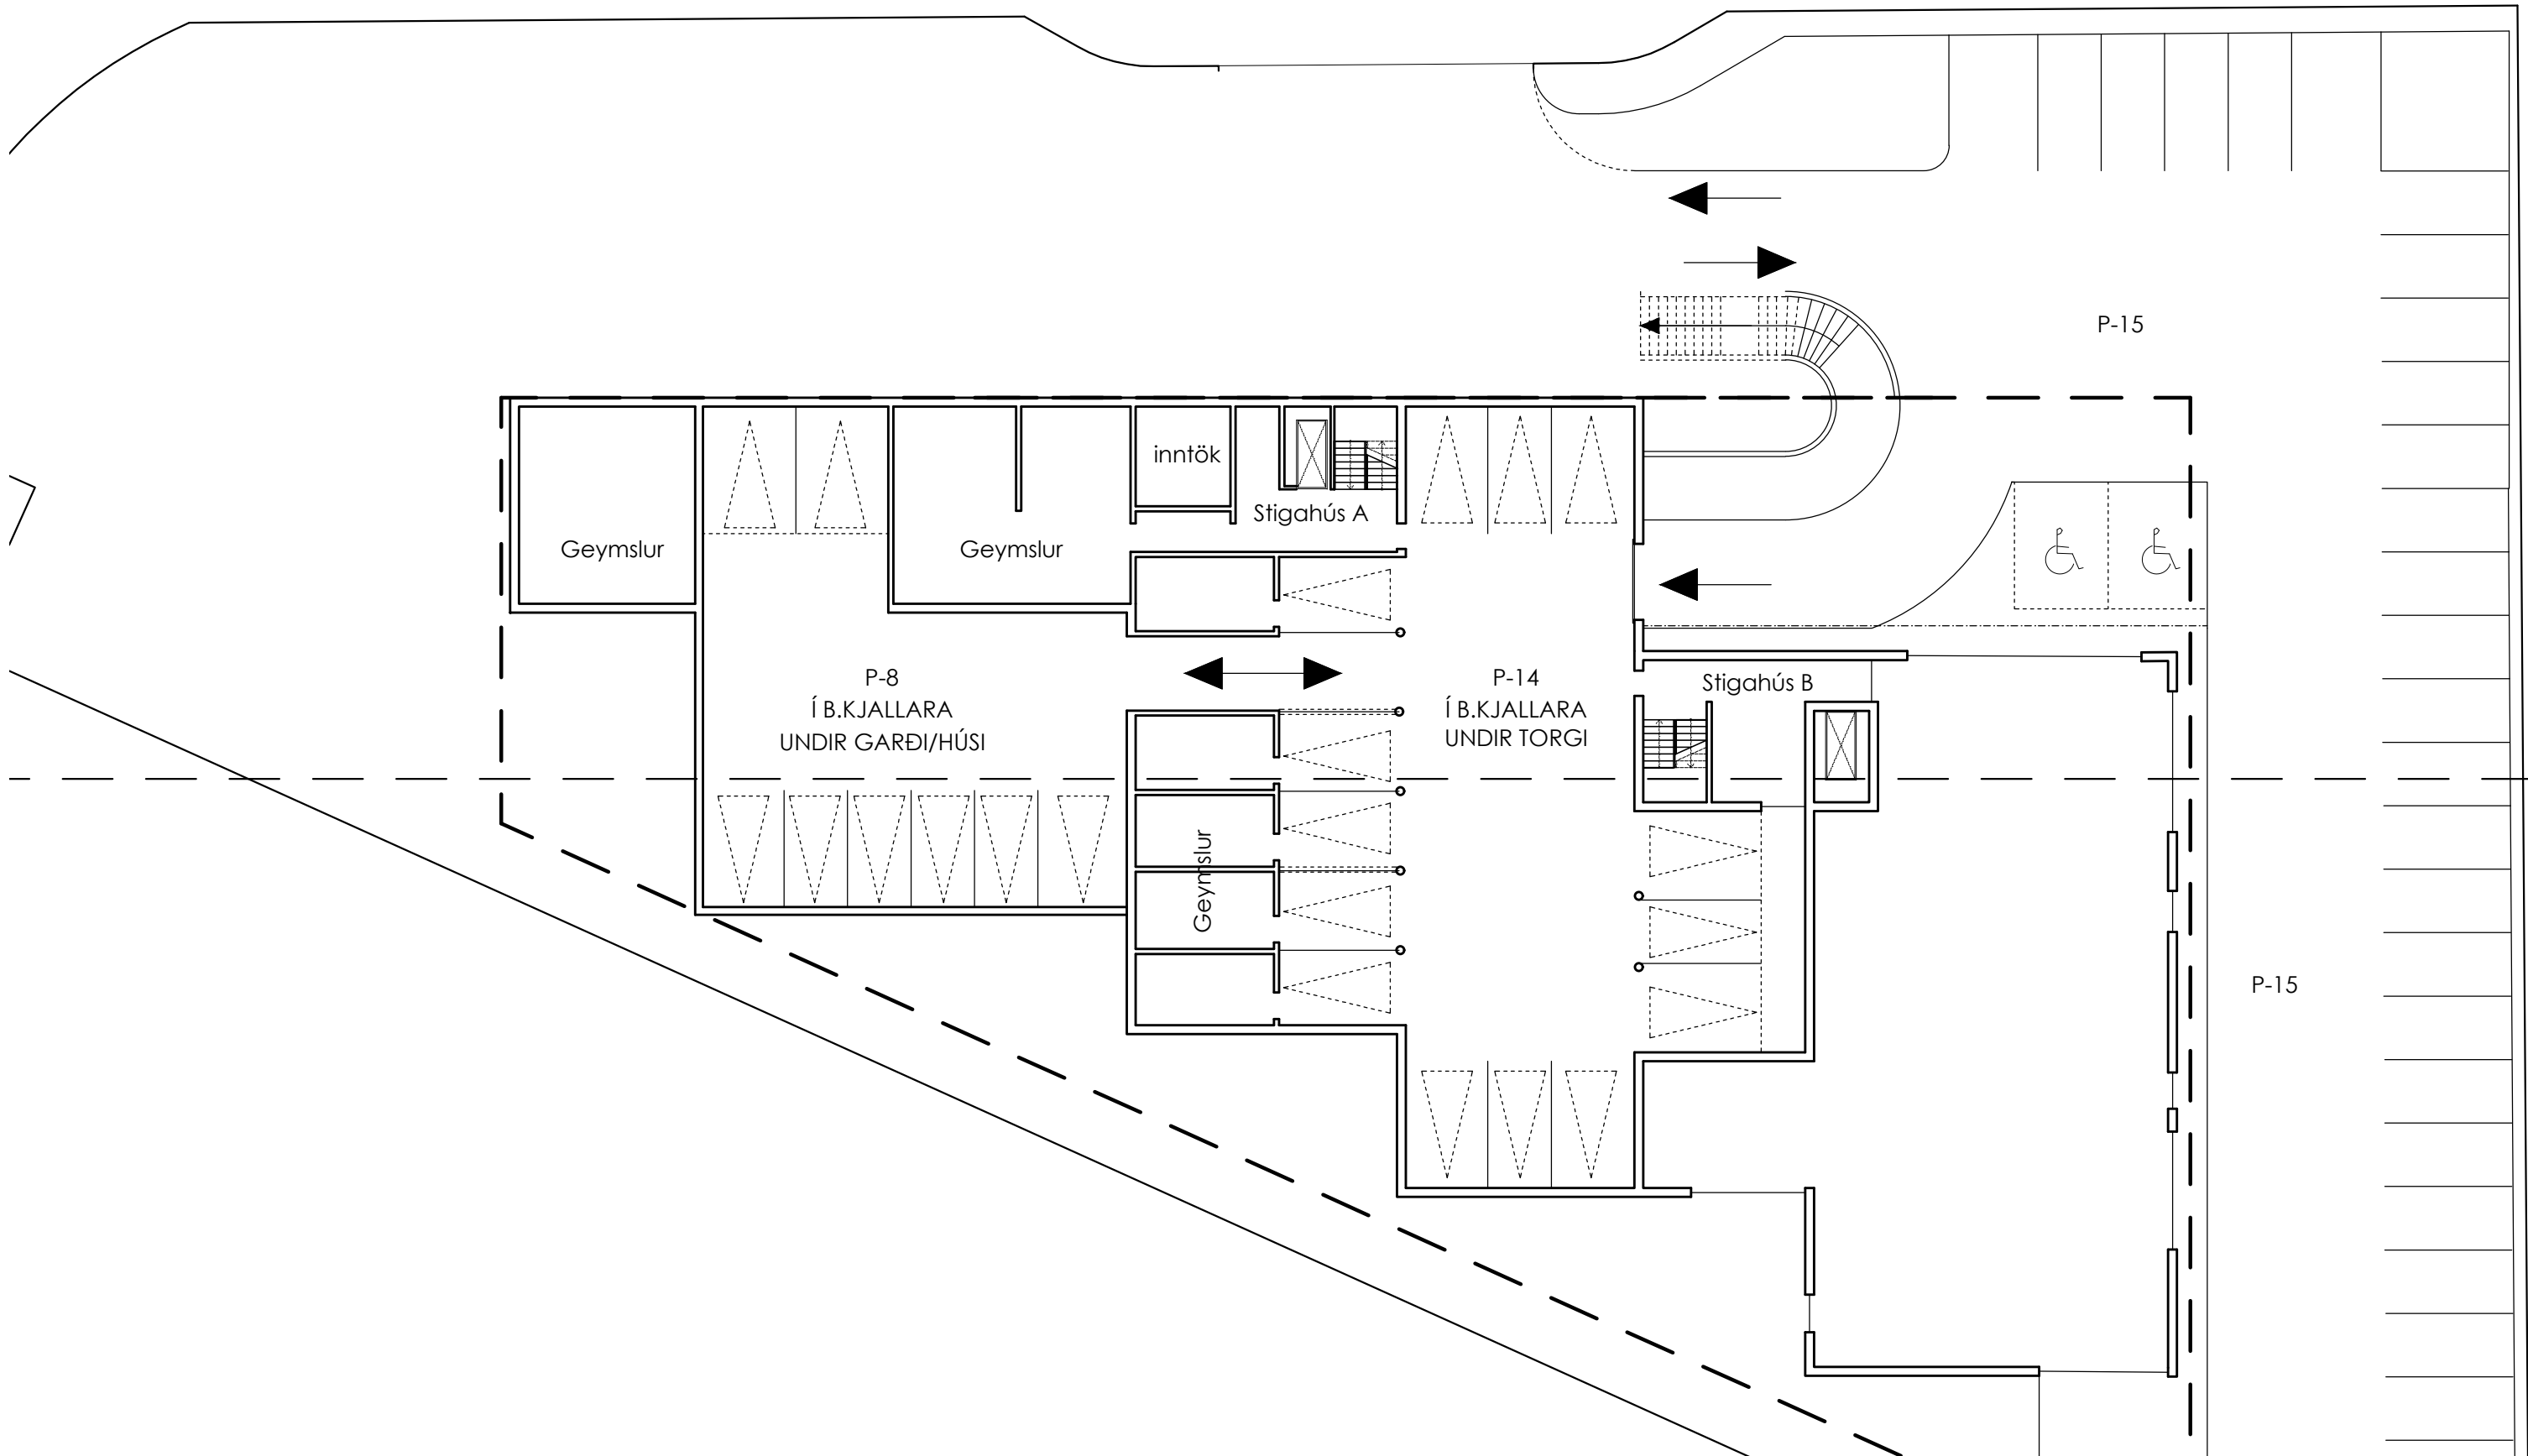 P-15
inntök
Stigahús A
Geymslur
Geymslur
P-8
Í B.KJALLARA
UNDIR GARÐI/HÚSI
P-14
Í B.KJALLARA
UNDIR TORGI
Stigahús B
Geymslur
P-15